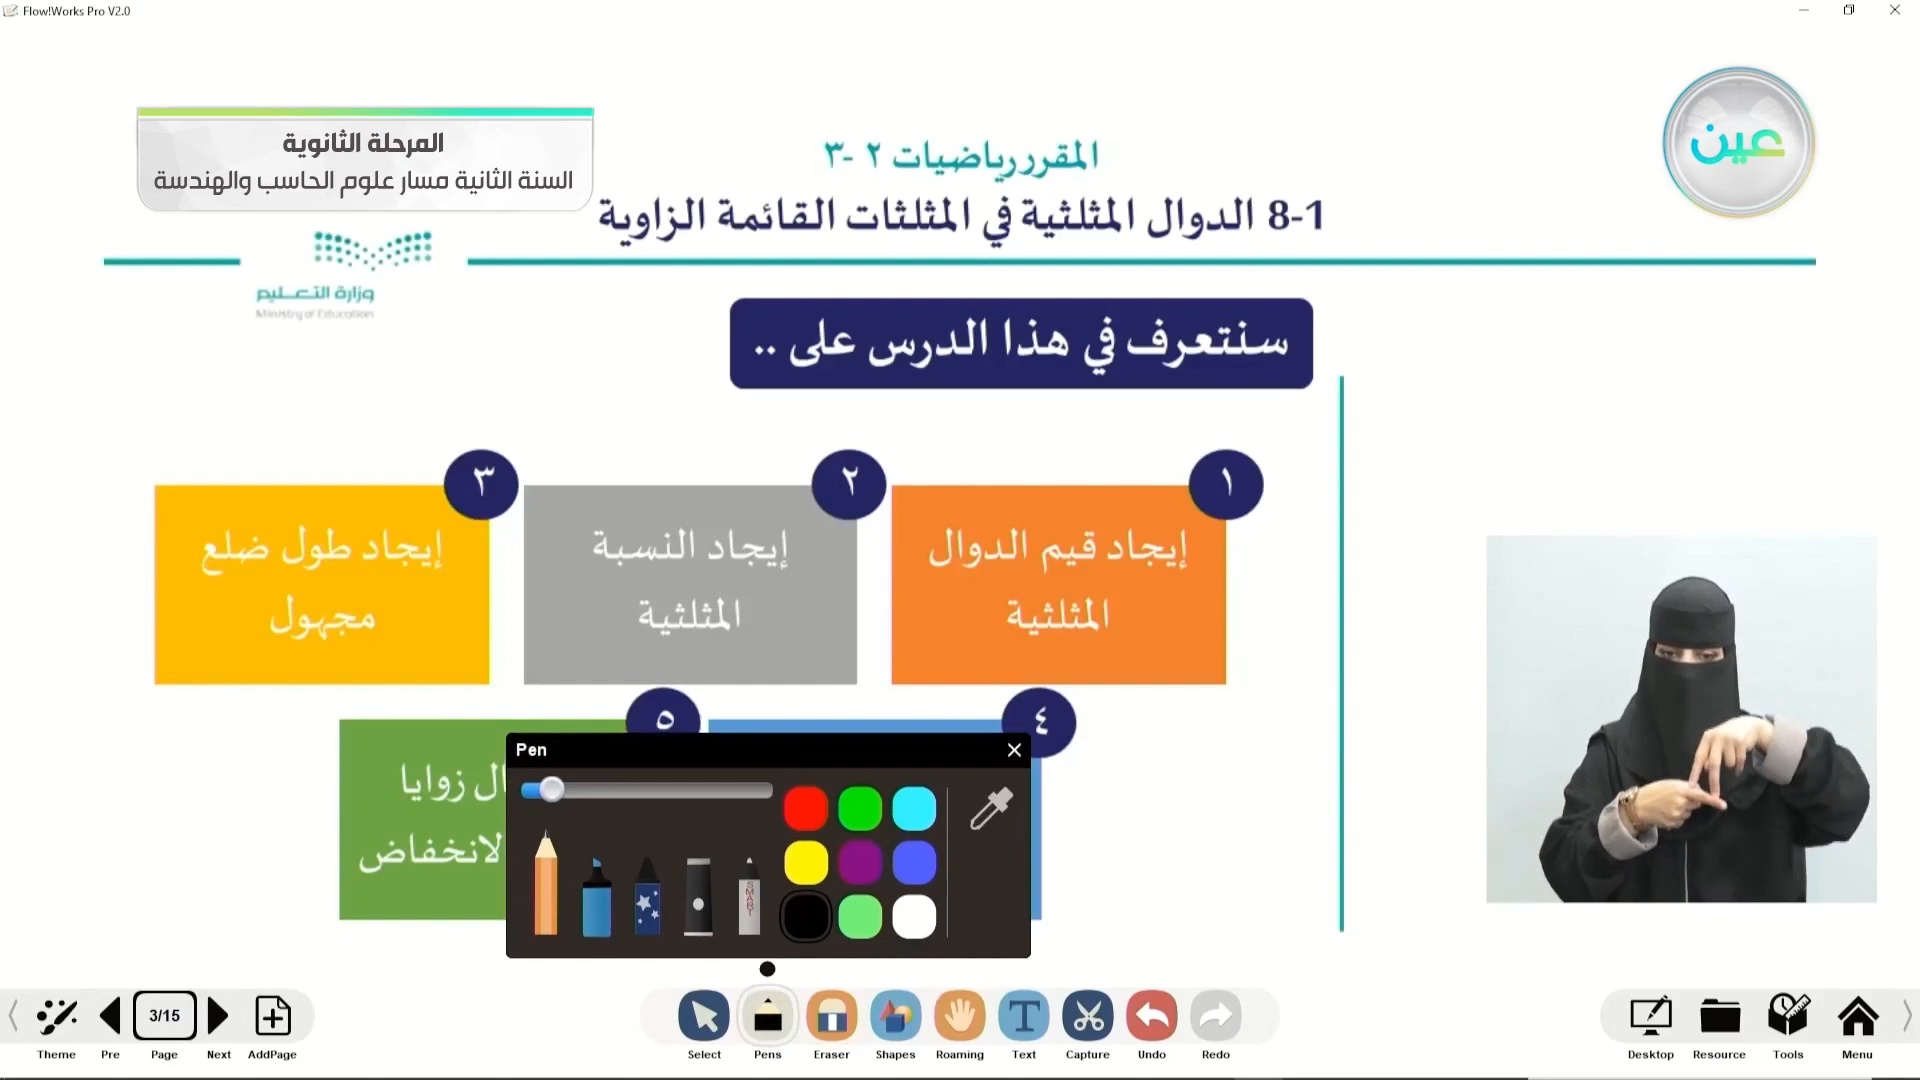 Flow!Works Pro V2.0
المرحلة الثانوية
السنة الثانية مسار علوم الحاسب والهندسة
عين
المقرر رياضيات ٢ -٣
8-1 الدوال المثلثية في المثلثات القائمة الزاوية
وزارة التعليم
Ministry of Education
سنتعرف في هذا الدرس على ..
١
إيجاد قيم الدوال
المثلثية
٢
إيجاد النسبة
المثلثية
٣
إيجاد طول ضلع
مجهول
٤
٥
زوايا
Pen
SMART
3/15
Theme
Pre
Page
Next
AddPage
Select
Pens
Eraser
Shapes
Roaming
T
Text
Capture
Undo
Redo
Desktop
Resource
Tools
Menu